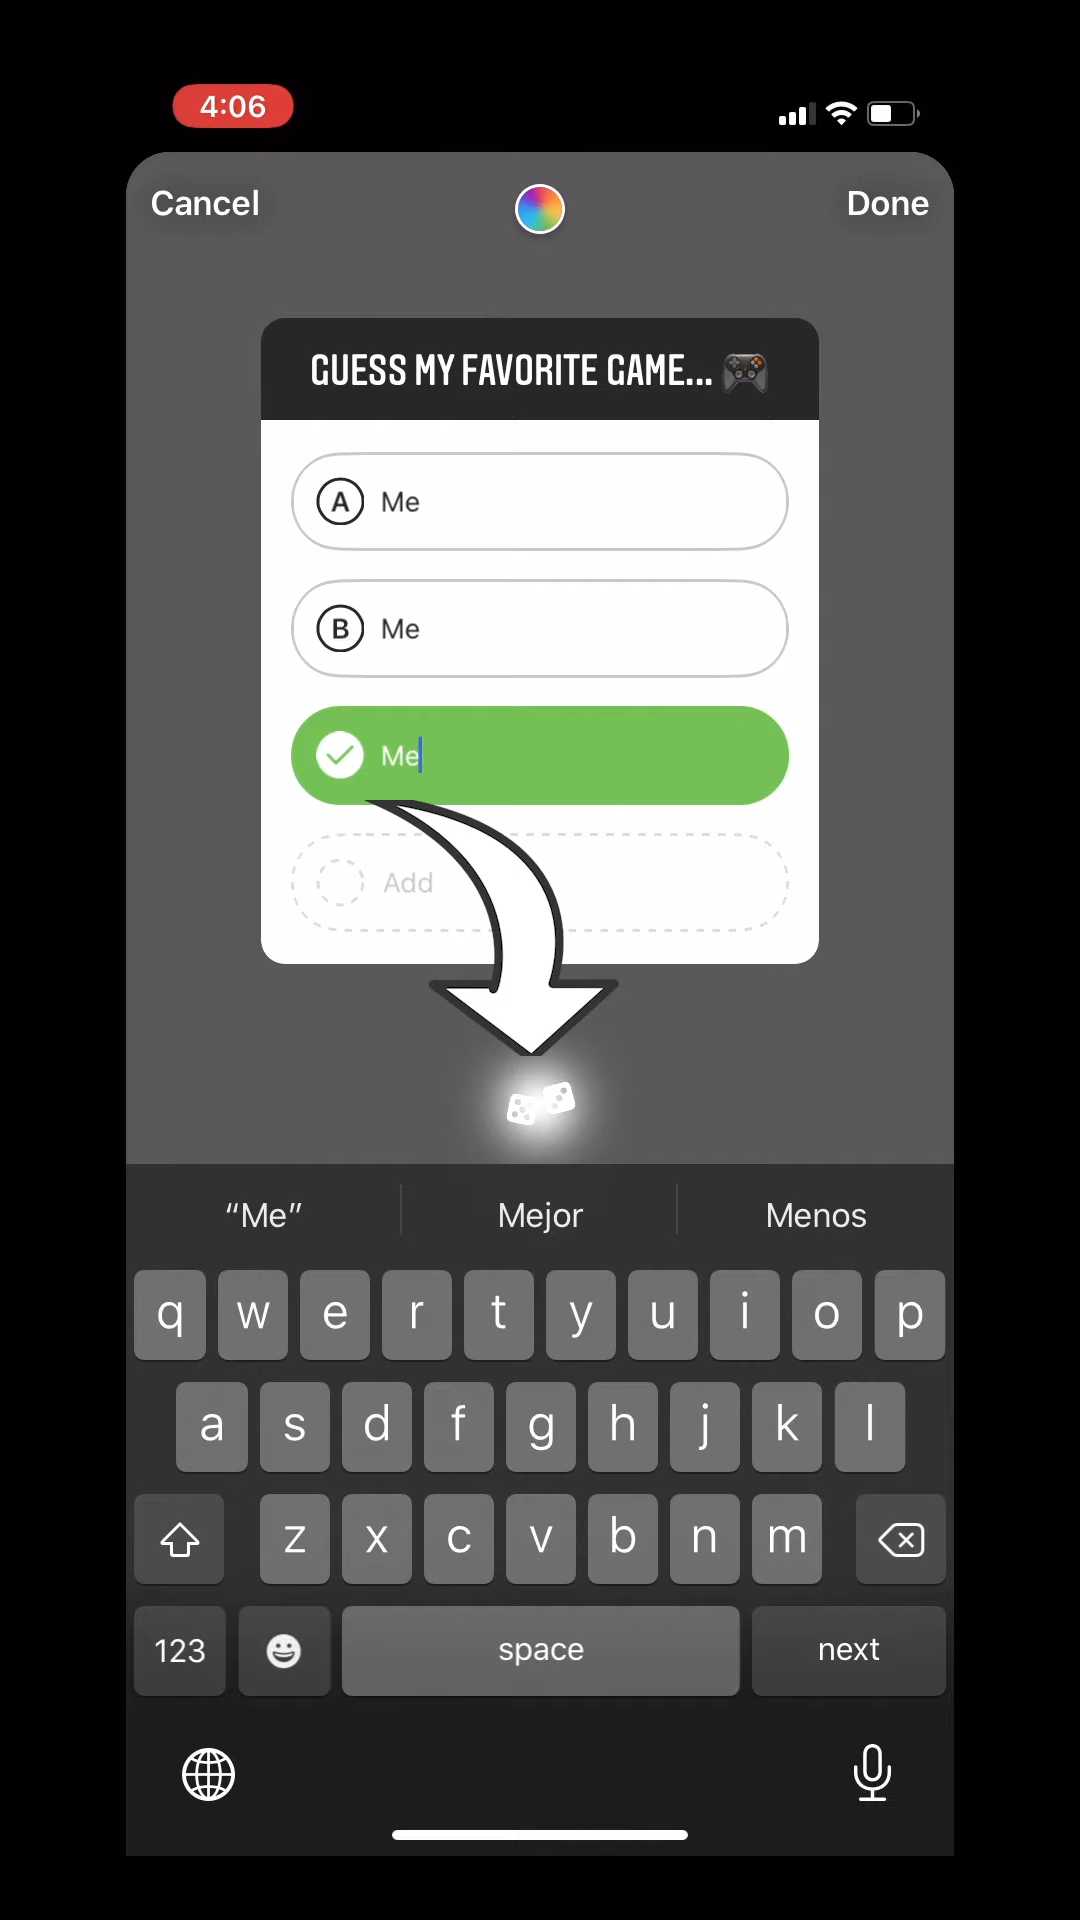 4:06
Cancel
Done
GUESS MY FAVORITE GAME... 🎮
A Me
B Me
Me
Add
“Me” Mejor Menos
q w e r t y u i o p
a s d f g h j k l
z x c v b n m
123 space next